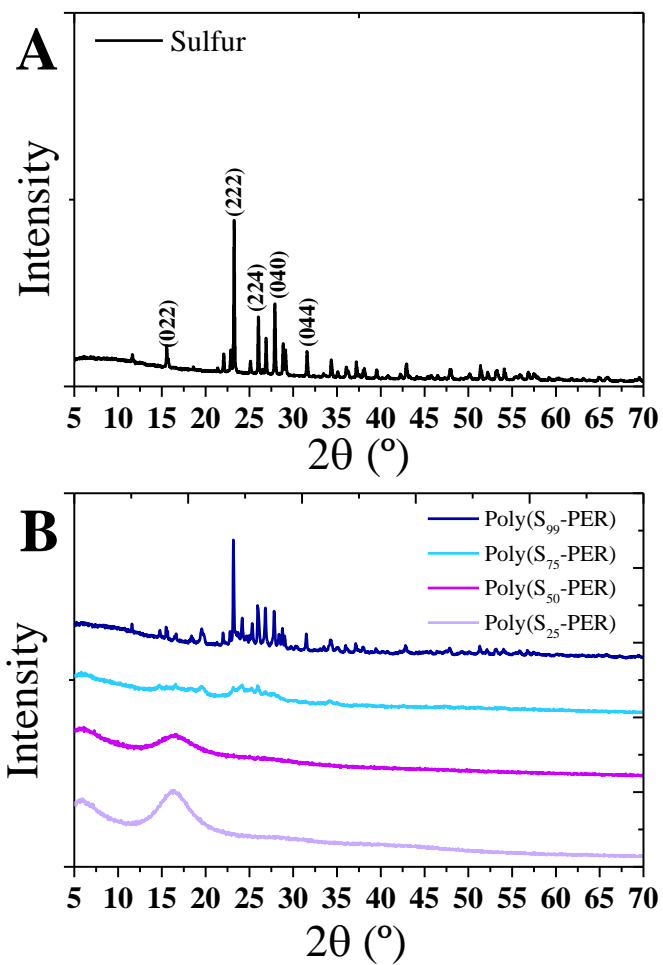 A
Sulfur
Intensity
(022)
(222)
(224)
(040)
(044)
5 10 15 20 25 30 35 40 45 50 55 60 65 70
2θ (º)
B
Poly(S₉₉-PER)
Poly(S₇₅-PER)
Poly(S₅₀-PER)
Poly(S₂₅-PER)
Intensity
5 10 15 20 25 30 35 40 45 50 55 60 65 70
2θ (º)